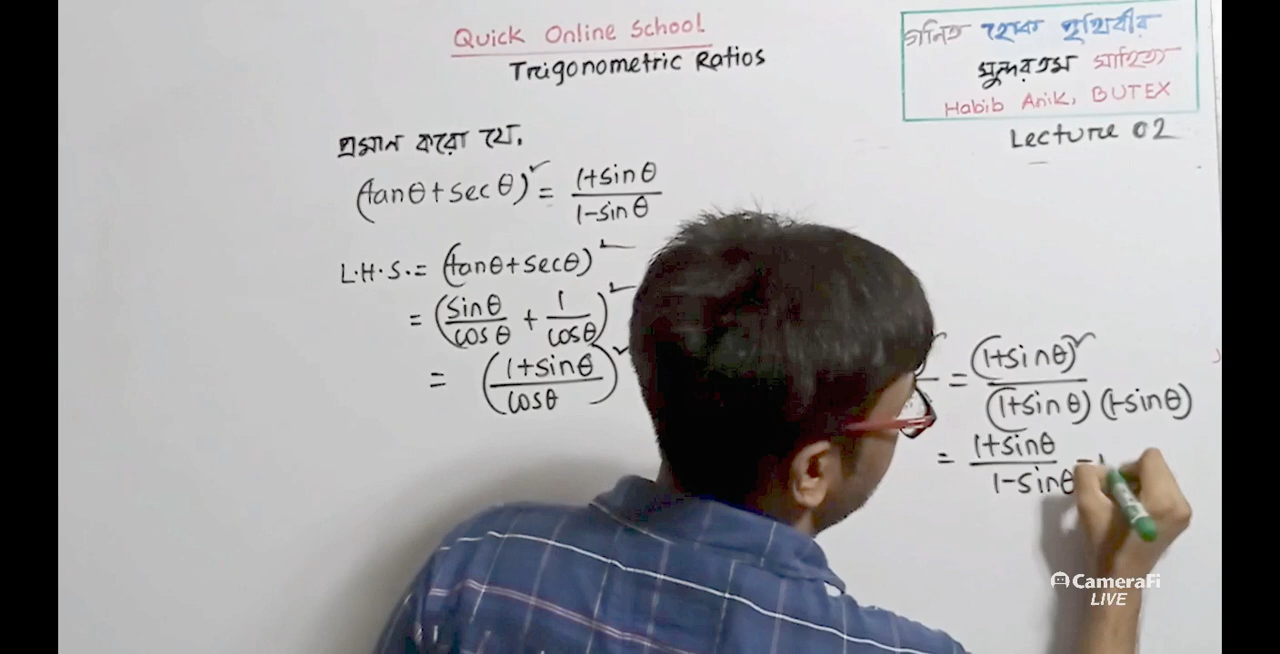 Quick Online School
Trigonometric Ratios
গনিত হোক পৃথিবীর
সুন্দরতম সাহিত্য
Habib Anik, BUTEX
Lecture 02
প্রমান করো যে,
(tanθ+secθ)² = (1+sinθ)/(1-sinθ)
L.H.S. = (tanθ+secθ)²
= (sinθ/cosθ + 1/cosθ)²
= ((1+sinθ)/cosθ)²
= (1+sinθ)²/(1+sinθ)(1-sinθ)
= (1+sinθ)/(1-sinθ) =
CameraFi
LIVE